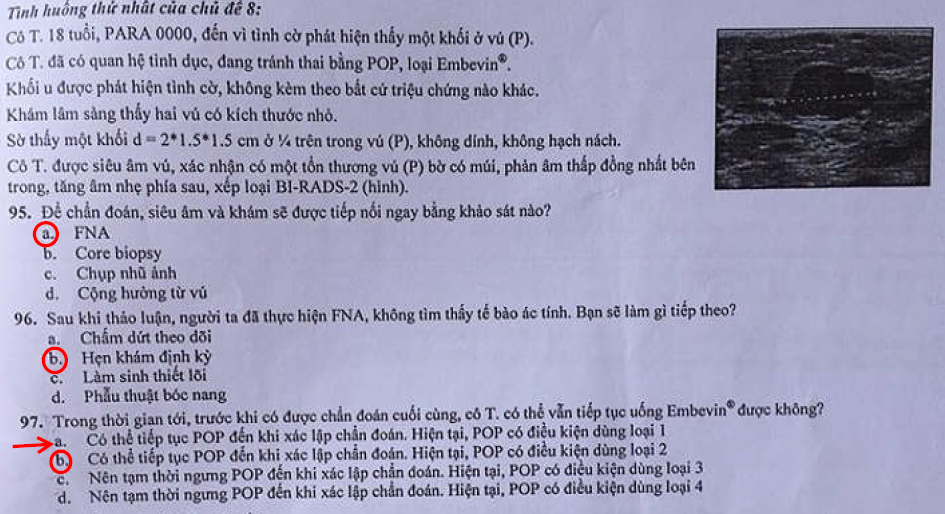 Tình huống thứ nhất của chủ đề 8:
Cô T. 18 tuổi, PARA 0000, đến vì tình cờ phát hiện thấy một khối ở vú (P).
Cô T. đã có quan hệ tình dục, đang tránh thai bằng POP, loại Embevin®.
Khối u được phát hiện tình cờ, không kèm theo bất cứ triệu chứng nào khác.
Khám lâm sàng thấy hai vú có kích thước nhỏ.
Sờ thấy một khối d = 2*1.5*1.5 cm ở ¼ trên trong vú (P), không dính, không hạch nách.
Cô T. được siêu âm vú, xác nhận có một tổn thương vú (P) bờ có múi, phản âm thấp đồng nhất bên
trong, tăng âm nhẹ phía sau, xếp loại BI-RADS-2 (hình).
95. Để chẩn đoán, siêu âm và khám sẽ được tiếp nối ngay bằng khảo sát nào?
a. FNA
b. Core biopsy
c. Chụp nhũ ảnh
d. Cộng hưởng từ vú
96. Sau khi thảo luận, người ta đã thực hiện FNA, không tìm thấy tế bào ác tính. Bạn sẽ làm gì tiếp theo?
a. Chấm dứt theo dõi
b. Hẹn khám định kỳ
c. Làm sinh thiết lõi
d. Phẫu thuật bóc nang
97. Trong thời gian tới, trước khi có được chẩn đoán cuối cùng, cô T. có thể vẫn tiếp tục uống Embevin® được không?
a. Có thể tiếp tục POP đến khi xác lập chẩn đoán. Hiện tại, POP có điều kiện dùng loại 1
b. Có thể tiếp tục POP đến khi xác lập chẩn đoán. Hiện tại, POP có điều kiện dùng loại 2
c. Nên tạm thời ngưng POP đến khi xác lập chẩn đoán. Hiện tại, POP có điều kiện dùng loại 3
d. Nên tạm thời ngưng POP đến khi xác lập chẩn đoán. Hiện tại, POP có điều kiện dùng loại 4